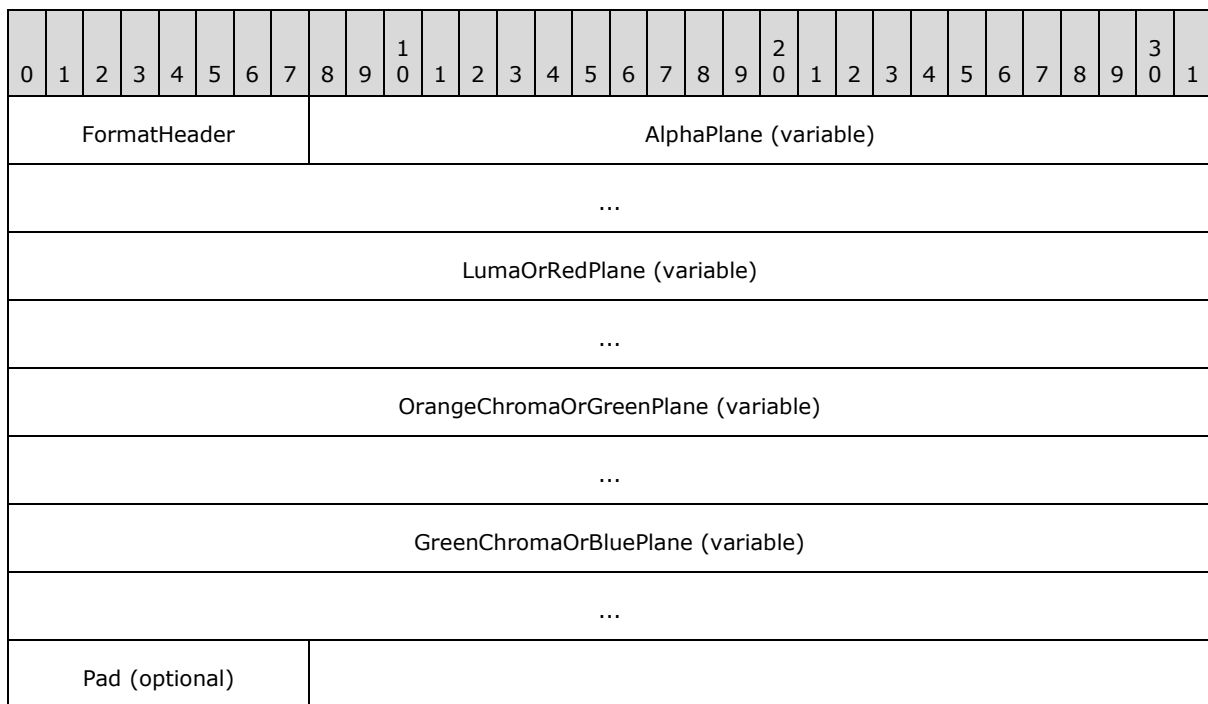 1 2 3
0 1 2 3 4 5 6 7 8 9 0 1 2 3 4 5 6 7 8 9 0 1 2 3 4 5 6 7 8 9 0 1
FormatHeader AlphaPlane (variable)
...
LumaOrRedPlane (variable)
...
OrangeChromaOrGreenPlane (variable)
...
GreenChromaOrBluePlane (variable)
...
Pad (optional)